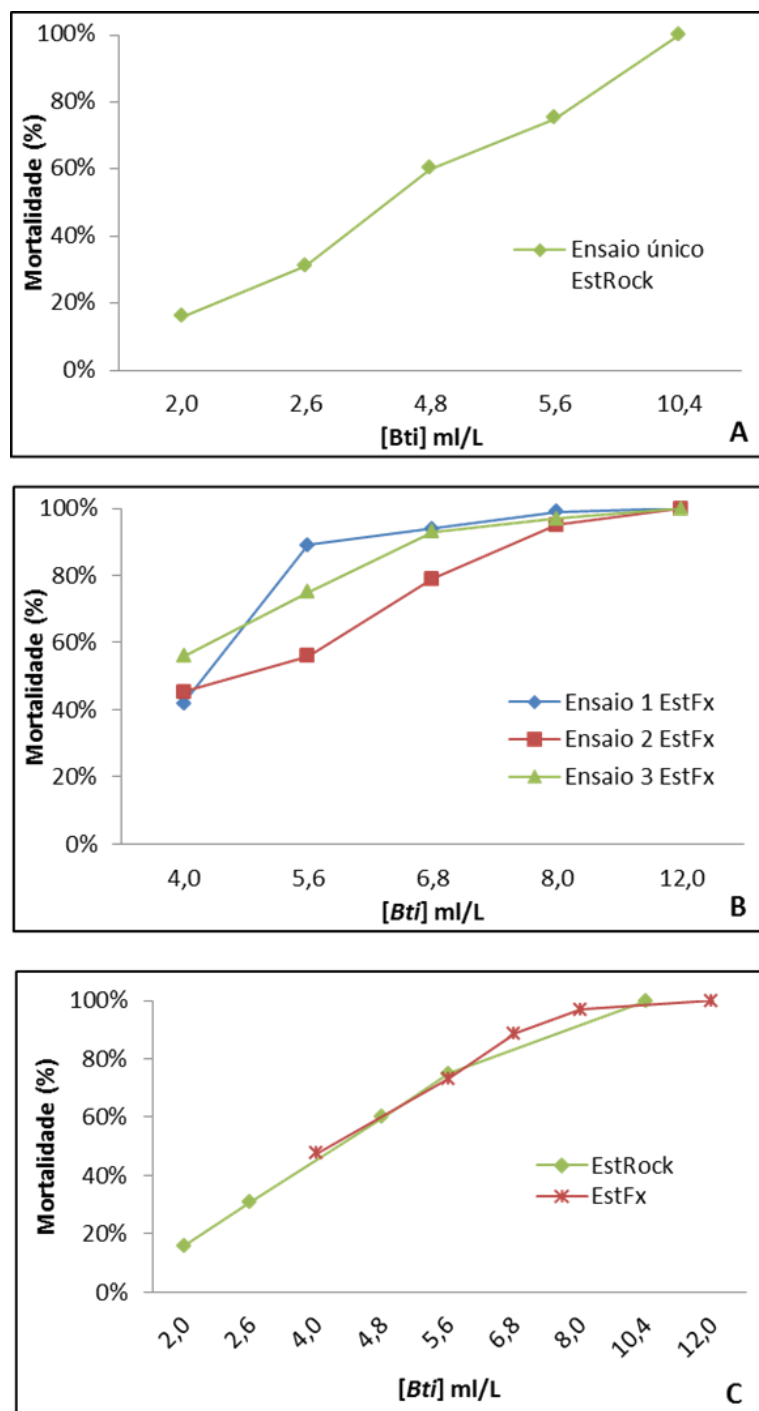 100%
80%
60%
40%
20%
0%
Mortalidade (%)
Ensaio único
EstRock
2,0 2,6 4,8 5,6 10,4
[Bti] ml/L
A
100%
80%
60%
40%
20%
0%
Mortalidade (%)
Ensaio 1 EstFx
Ensaio 2 EstFx
Ensaio 3 EstFx
4,0 5,6 6,8 8,0 12,0
[Bti] ml/L
B
100%
80%
60%
40%
20%
0%
Mortalidade (%)
EstRock
EstFx
2,0 2,6 4,0 4,8 5,6 6,8 8,0 10,4 12,0
[Bti] ml/L
C